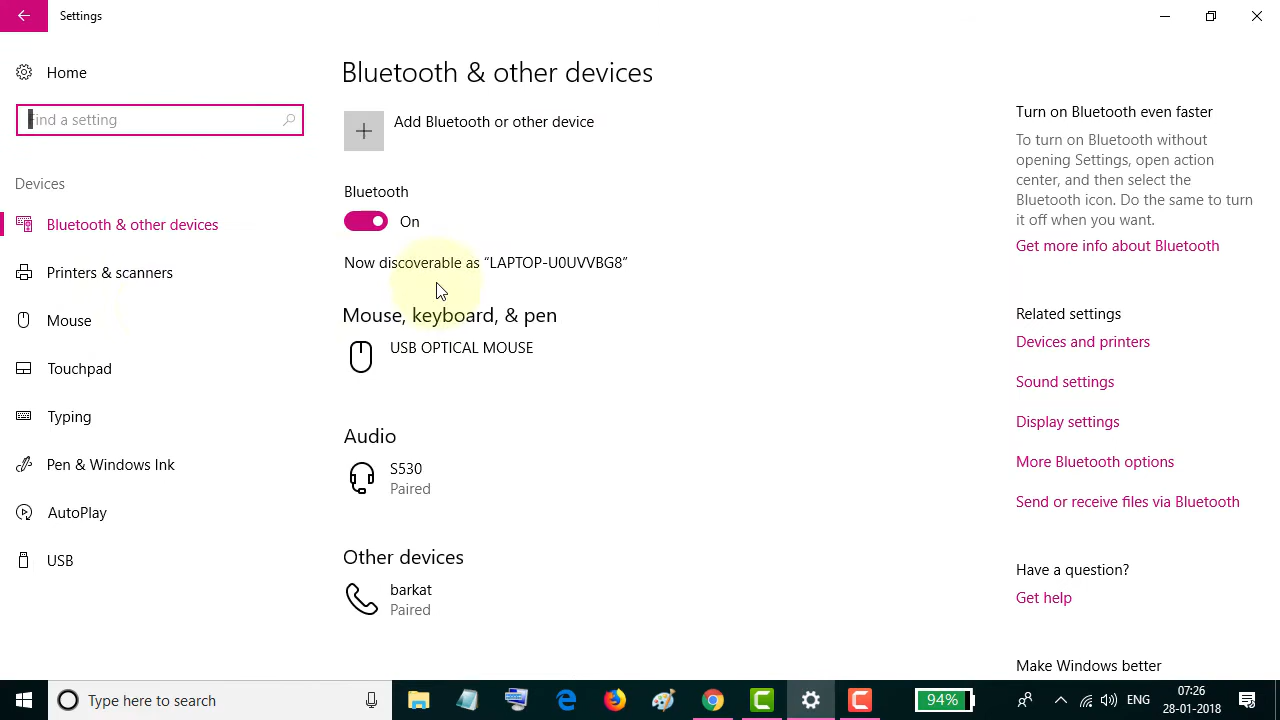 Settings
Home
Find a setting
Devices
Bluetooth & other devices
Printers & scanners
Mouse
Touchpad
Typing
Pen & Windows Ink
AutoPlay
USB
Bluetooth & other devices
Add Bluetooth or other device
Bluetooth
On
Now discoverable as “LAPTOP-U0UVVBG8”
Mouse, keyboard, & pen
USB OPTICAL MOUSE
Audio
S530
Paired
Other devices
barkat
Paired
Turn on Bluetooth even faster
To turn on Bluetooth without
opening Settings, open action
center, and then select the
Bluetooth icon. Do the same to turn
it off when you want.
Get more info about Bluetooth
Related settings
Devices and printers
Sound settings
Display settings
More Bluetooth options
Send or receive files via Bluetooth
Have a question?
Get help
Make Windows better
Type here to search
94%
ENG
07:26
28-01-2018